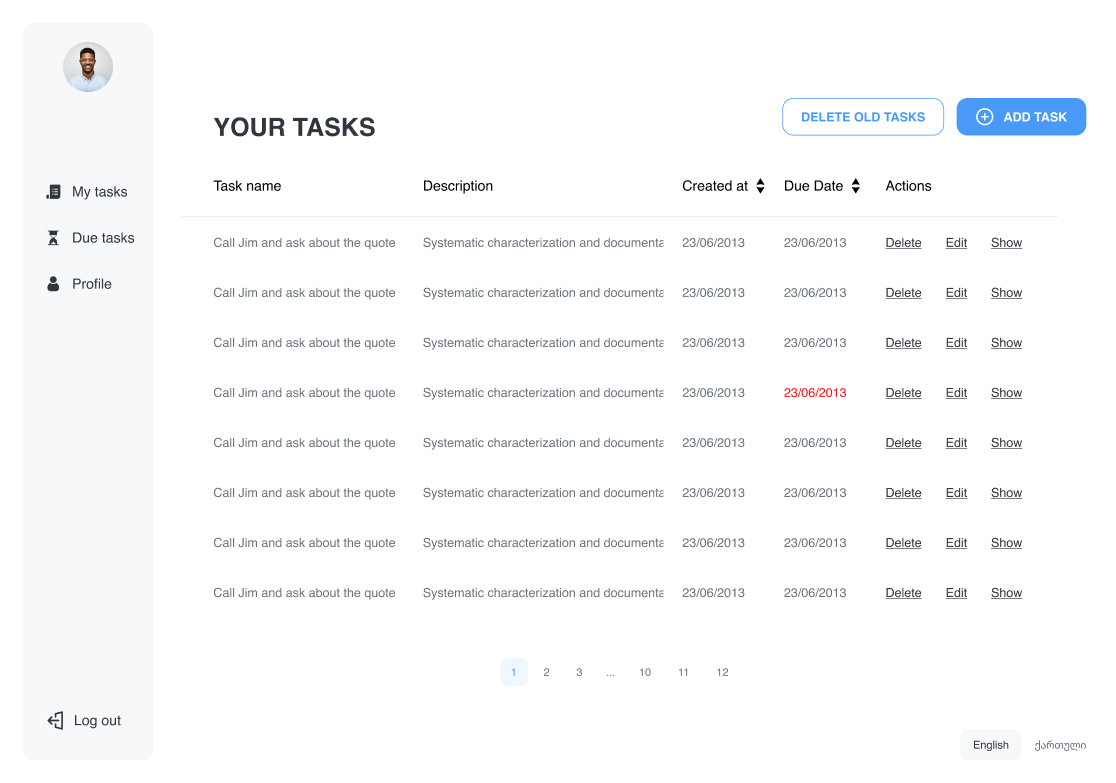 My tasks
Due tasks
Profile
Log out
YOUR TASKS
DELETE OLD TASKS
ADD TASK
Task name Description Created at Due Date Actions
Call Jim and ask about the quote Systematic characterization and documenta 23/06/2013 23/06/2013 Delete Edit Show
Call Jim and ask about the quote Systematic characterization and documenta 23/06/2013 23/06/2013 Delete Edit Show
Call Jim and ask about the quote Systematic characterization and documenta 23/06/2013 23/06/2013 Delete Edit Show
Call Jim and ask about the quote Systematic characterization and documenta 23/06/2013 23/06/2013 Delete Edit Show
Call Jim and ask about the quote Systematic characterization and documenta 23/06/2013 23/06/2013 Delete Edit Show
Call Jim and ask about the quote Systematic characterization and documenta 23/06/2013 23/06/2013 Delete Edit Show
Call Jim and ask about the quote Systematic characterization and documenta 23/06/2013 23/06/2013 Delete Edit Show
Call Jim and ask about the quote Systematic characterization and documenta 23/06/2013 23/06/2013 Delete Edit Show
1 2 3 ... 10 11 12
English ქართული